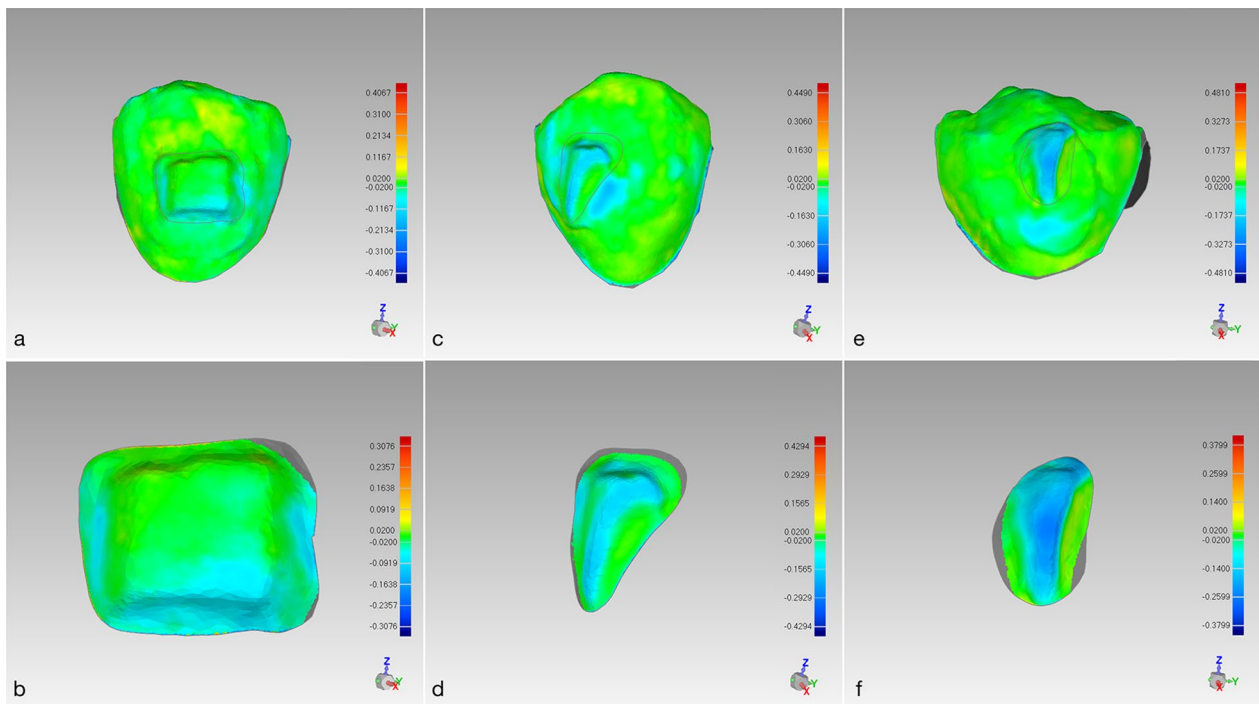 0.4067
0.3100
0.2134
0.1167
0.0200
-0.0200
-0.1167
-0.2134
-0.3100
-0.4067
Z
Y
X
a
0.4490
0.3060
0.1630
0.0200
-0.0200
-0.1630
-0.3060
-0.4490
Z
Y
X
c
0.4810
0.3273
0.1737
0.0200
-0.0200
-0.1737
-0.3273
-0.4810
Z
Y
X
e
0.3076
0.2357
0.1638
0.0919
0.0200
-0.0200
-0.0919
-0.1638
-0.2357
-0.3076
Z
Y
X
b
0.4294
0.2929
0.1565
0.0200
-0.0200
-0.1565
-0.2929
-0.4294
Z
Y
X
d
0.3799
0.2599
0.1400
0.0200
-0.0200
-0.1400
-0.2599
-0.3799
Z
Y
X
f